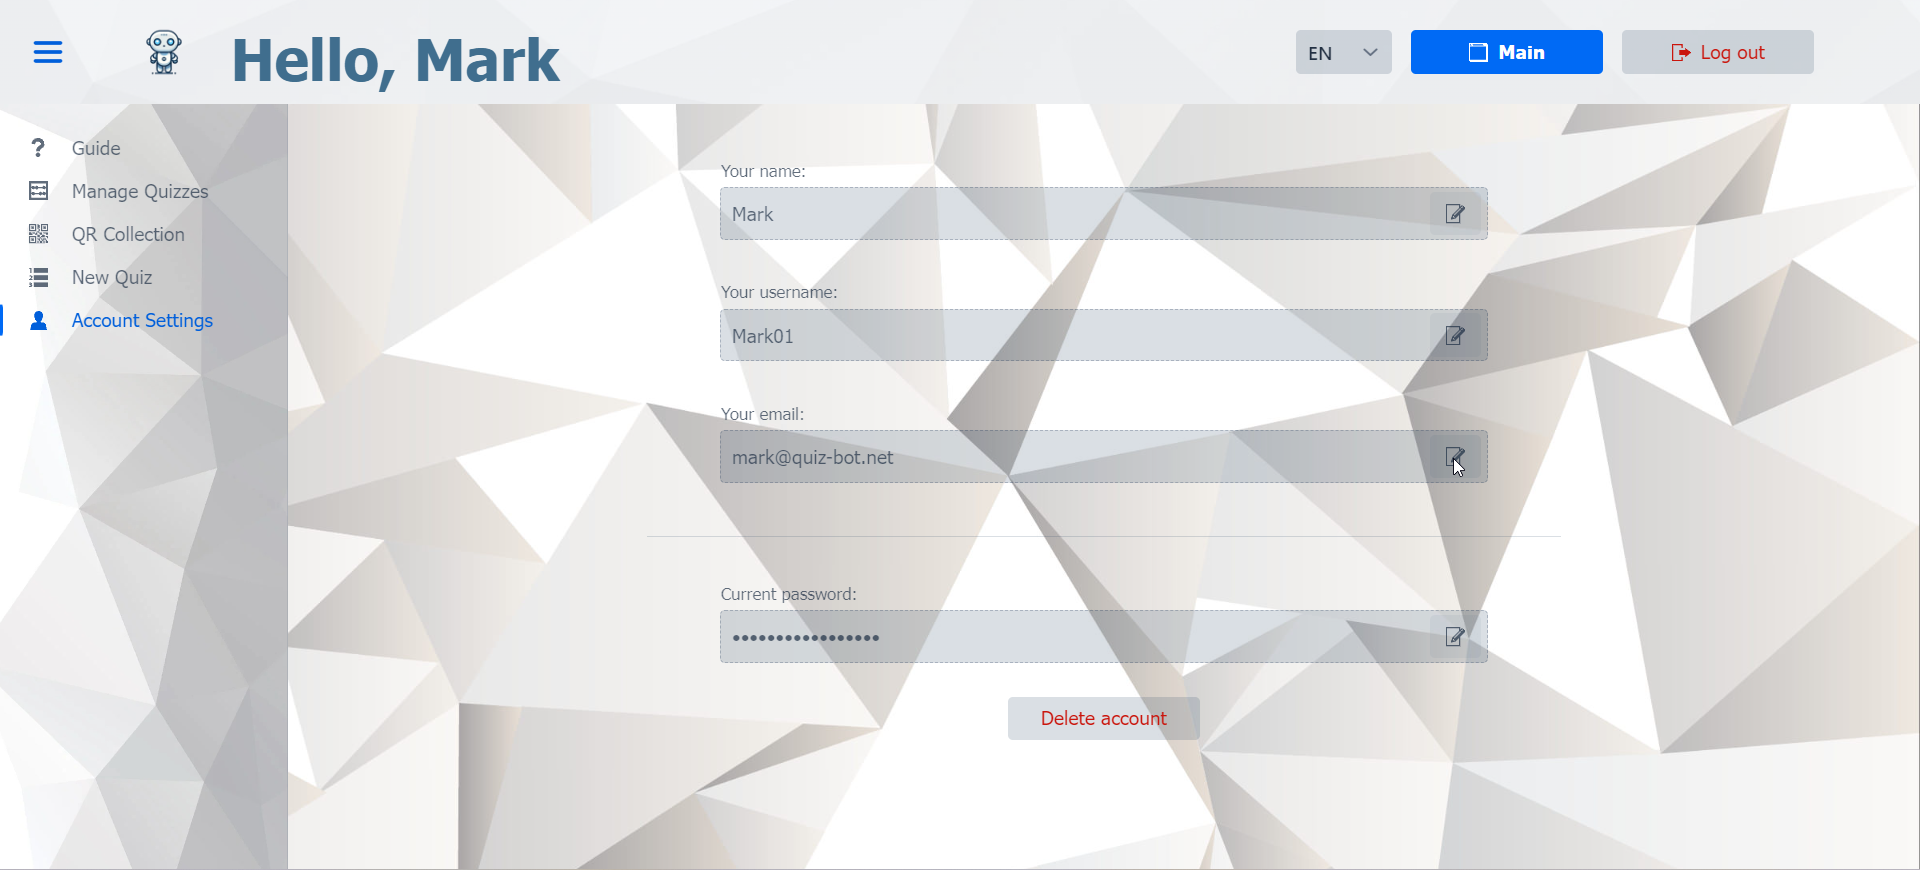 Hello, Mark
EN
Main
Log out
Guide
Manage Quizzes
QR Collection
New Quiz
Account Settings
Your name:
Mark
Your username:
Mark01
Your email:
mark@quiz-bot.net
Current password:
•••••••••••••••••
Delete account